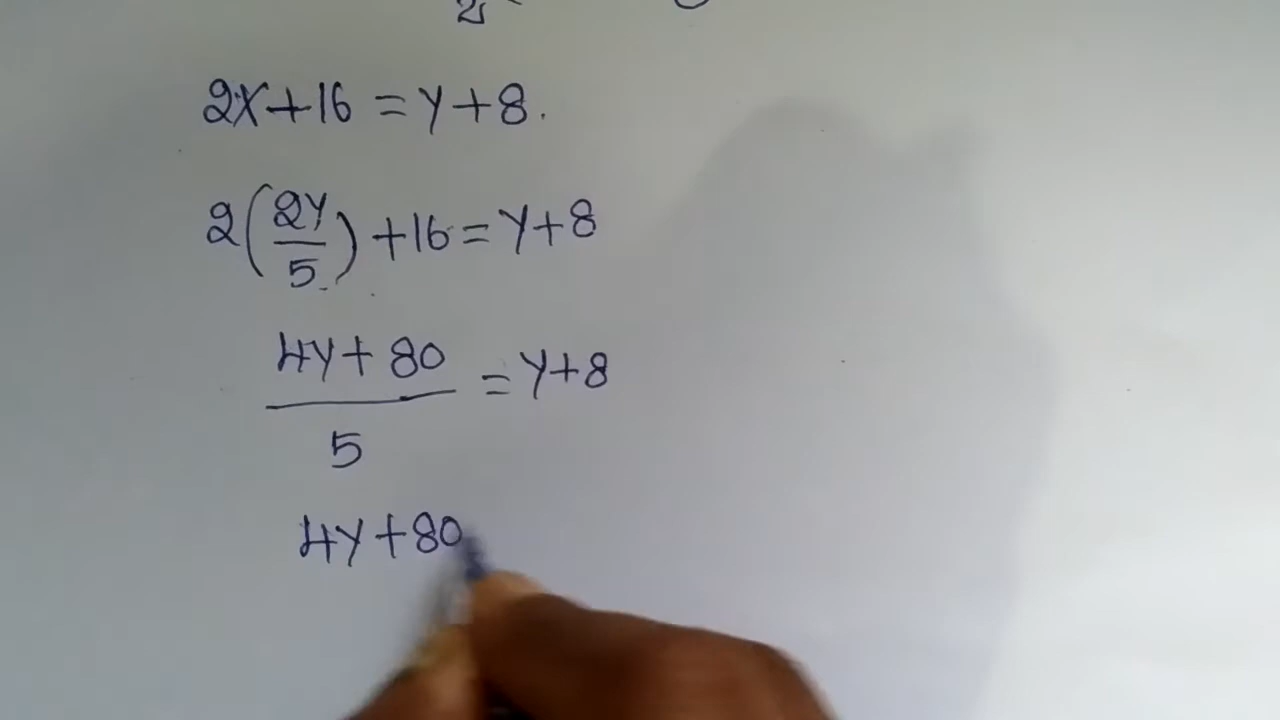 2x+16 = y+8.
2(2y/5)+16 = y+8
4y+80/5 = y+8
4y+80